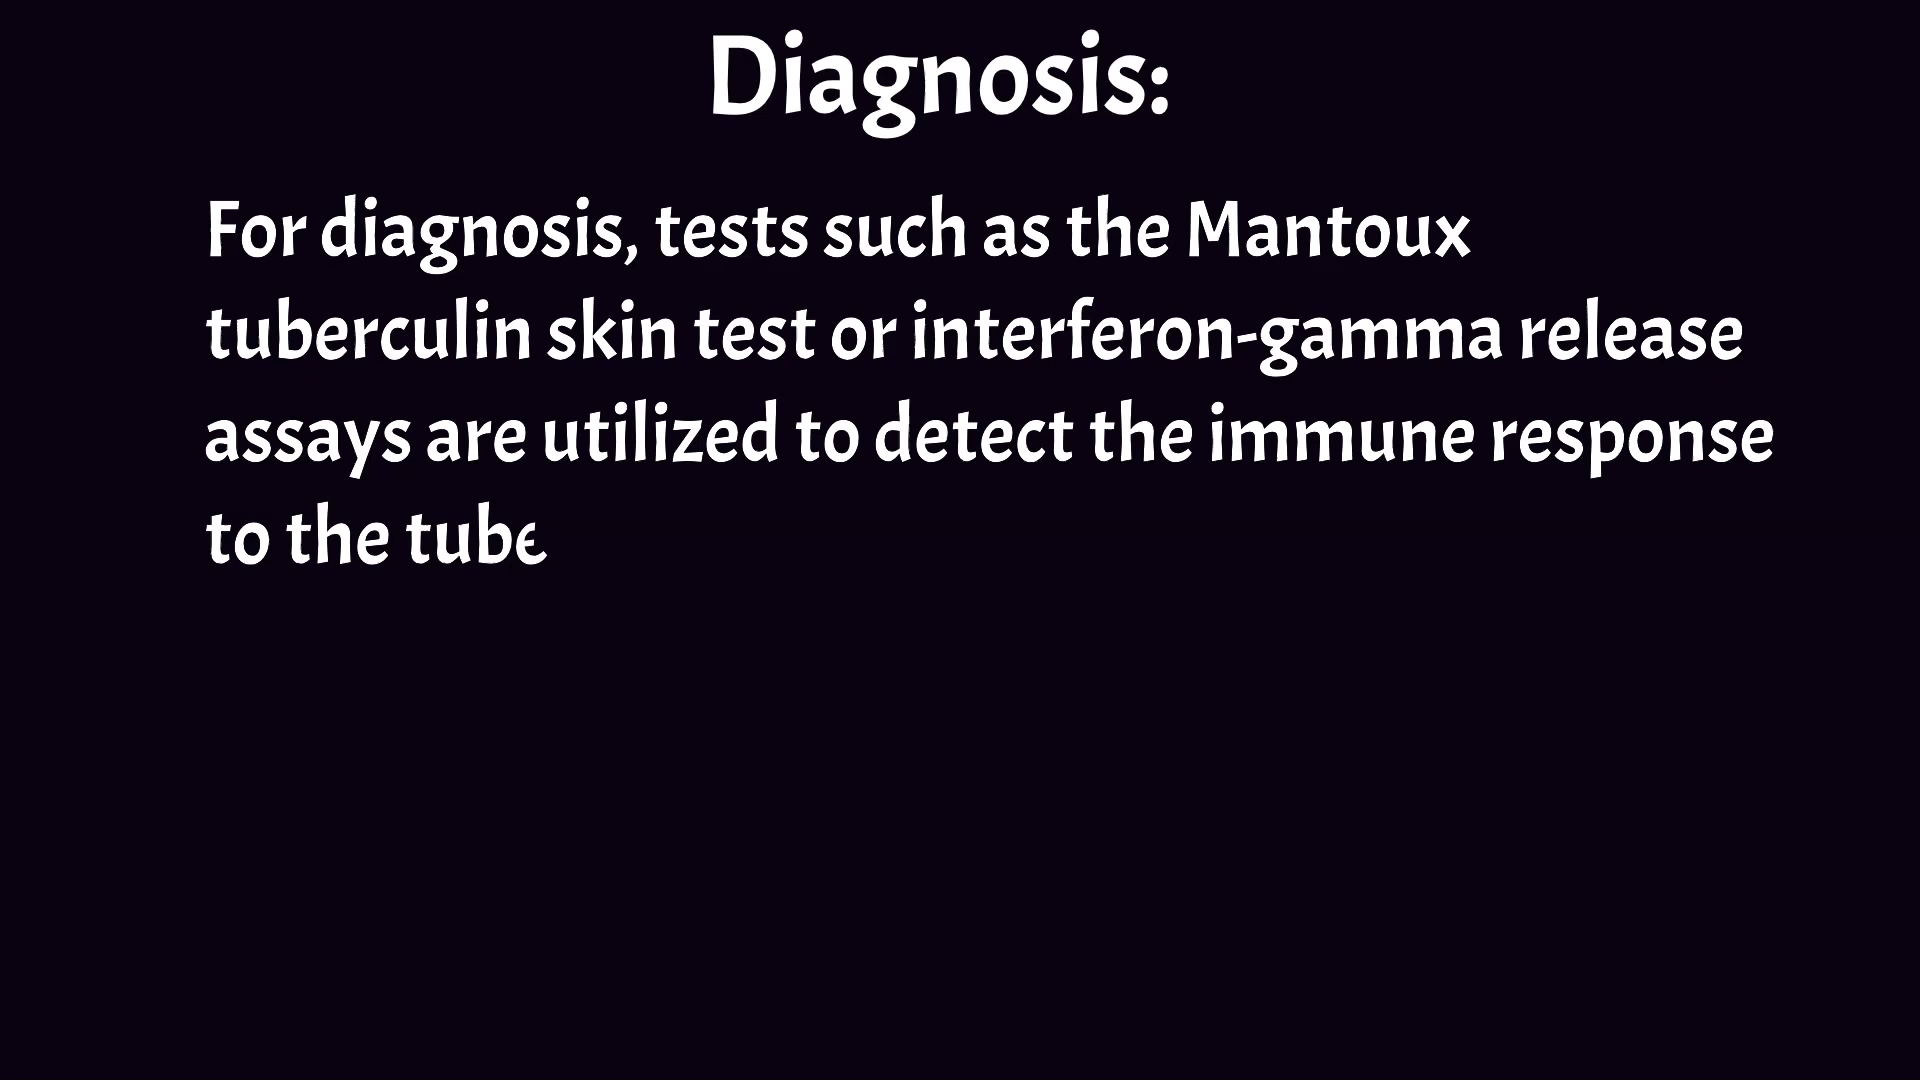 Diagnosis:
For diagnosis, tests such as the Mantoux
tuberculin skin test or interferon-gamma release
assays are utilized to detect the immune response
to the tube